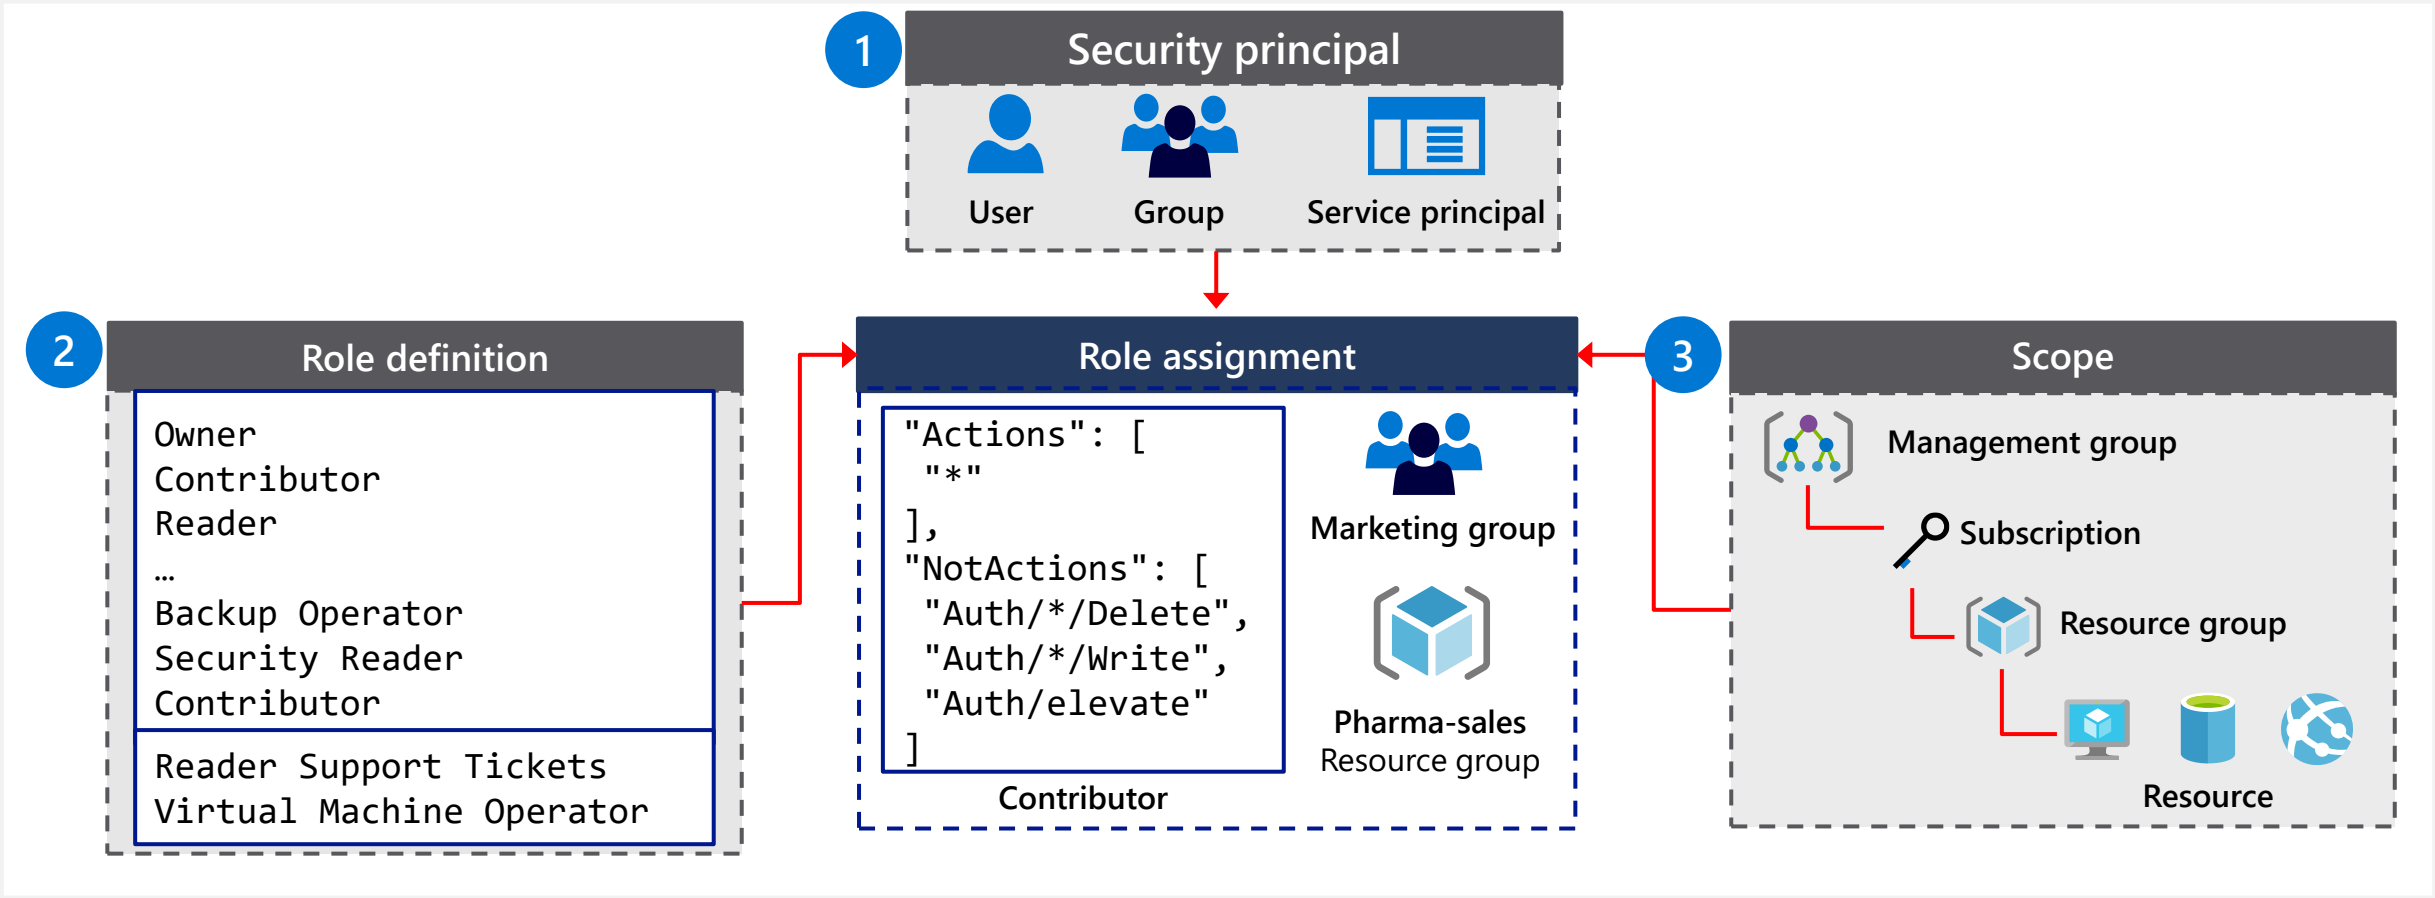 1
Security principal
User
Group
Service principal
2
Role definition
Owner
Contributor
Reader
…
Backup Operator
Security Reader
Contributor
Reader Support Tickets
Virtual Machine Operator
Role assignment
"Actions": [
"*"
],
"NotActions": [
"Auth/*/Delete",
"Auth/*/Write",
"Auth/elevate"
]
Contributor
Marketing group
Pharma-sales
Resource group
3
Scope
Management group
Subscription
Resource group
Resource